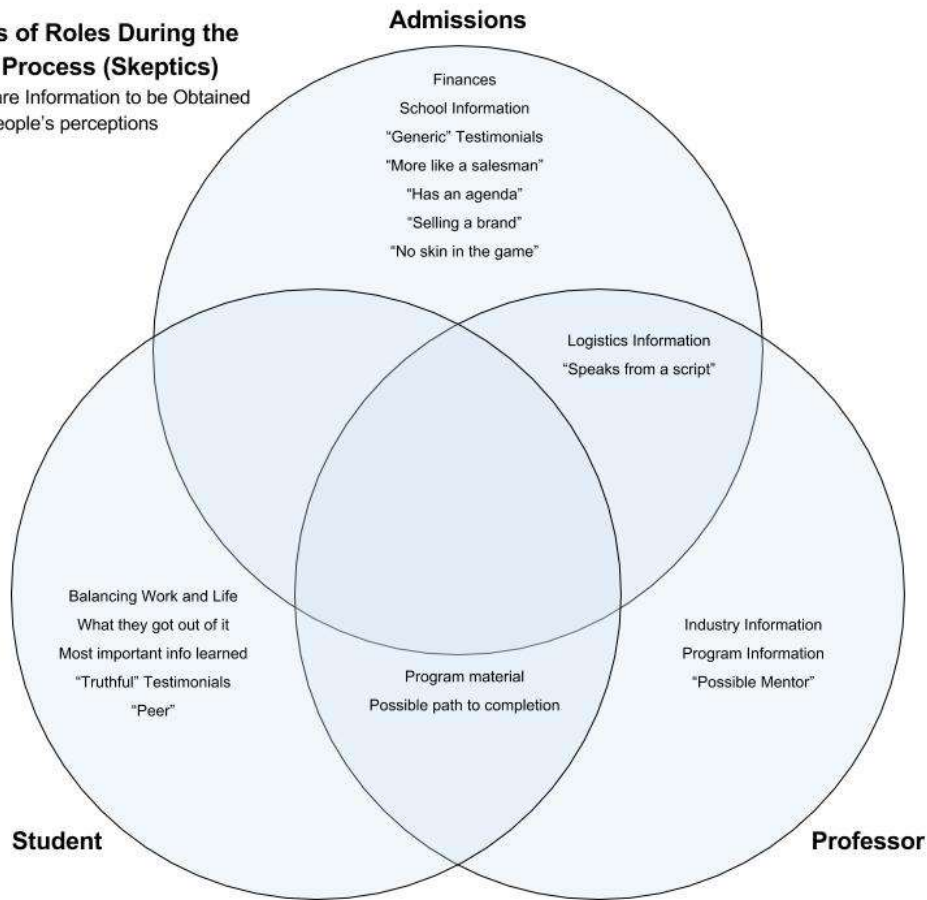 s of Roles During the
Process (Skeptics)
are Information to be Obtained
eople's perceptions
Admissions
Finances
School Information
“Generic” Testimonials
“More like a salesman”
“Has an agenda”
“Selling a brand”
“No skin in the game”
Logistics Information
“Speaks from a script”
Balancing Work and Life
What they got out of it
Most important info learned
“Truthful” Testimonials
“Peer”
Program material
Possible path to completion
Industry Information
Program Information
“Possible Mentor”
Student
Professor